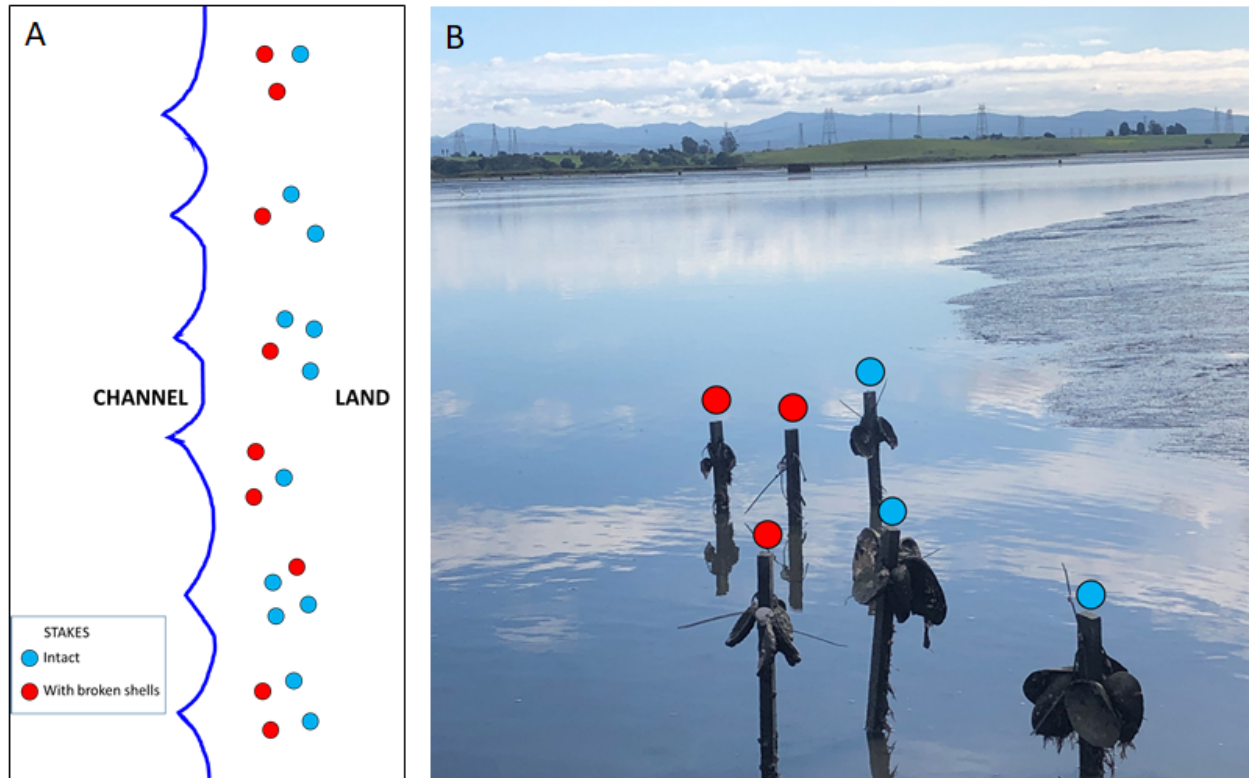 A
B
CHANNEL
LAND
STAKES
Intact
With broken shells